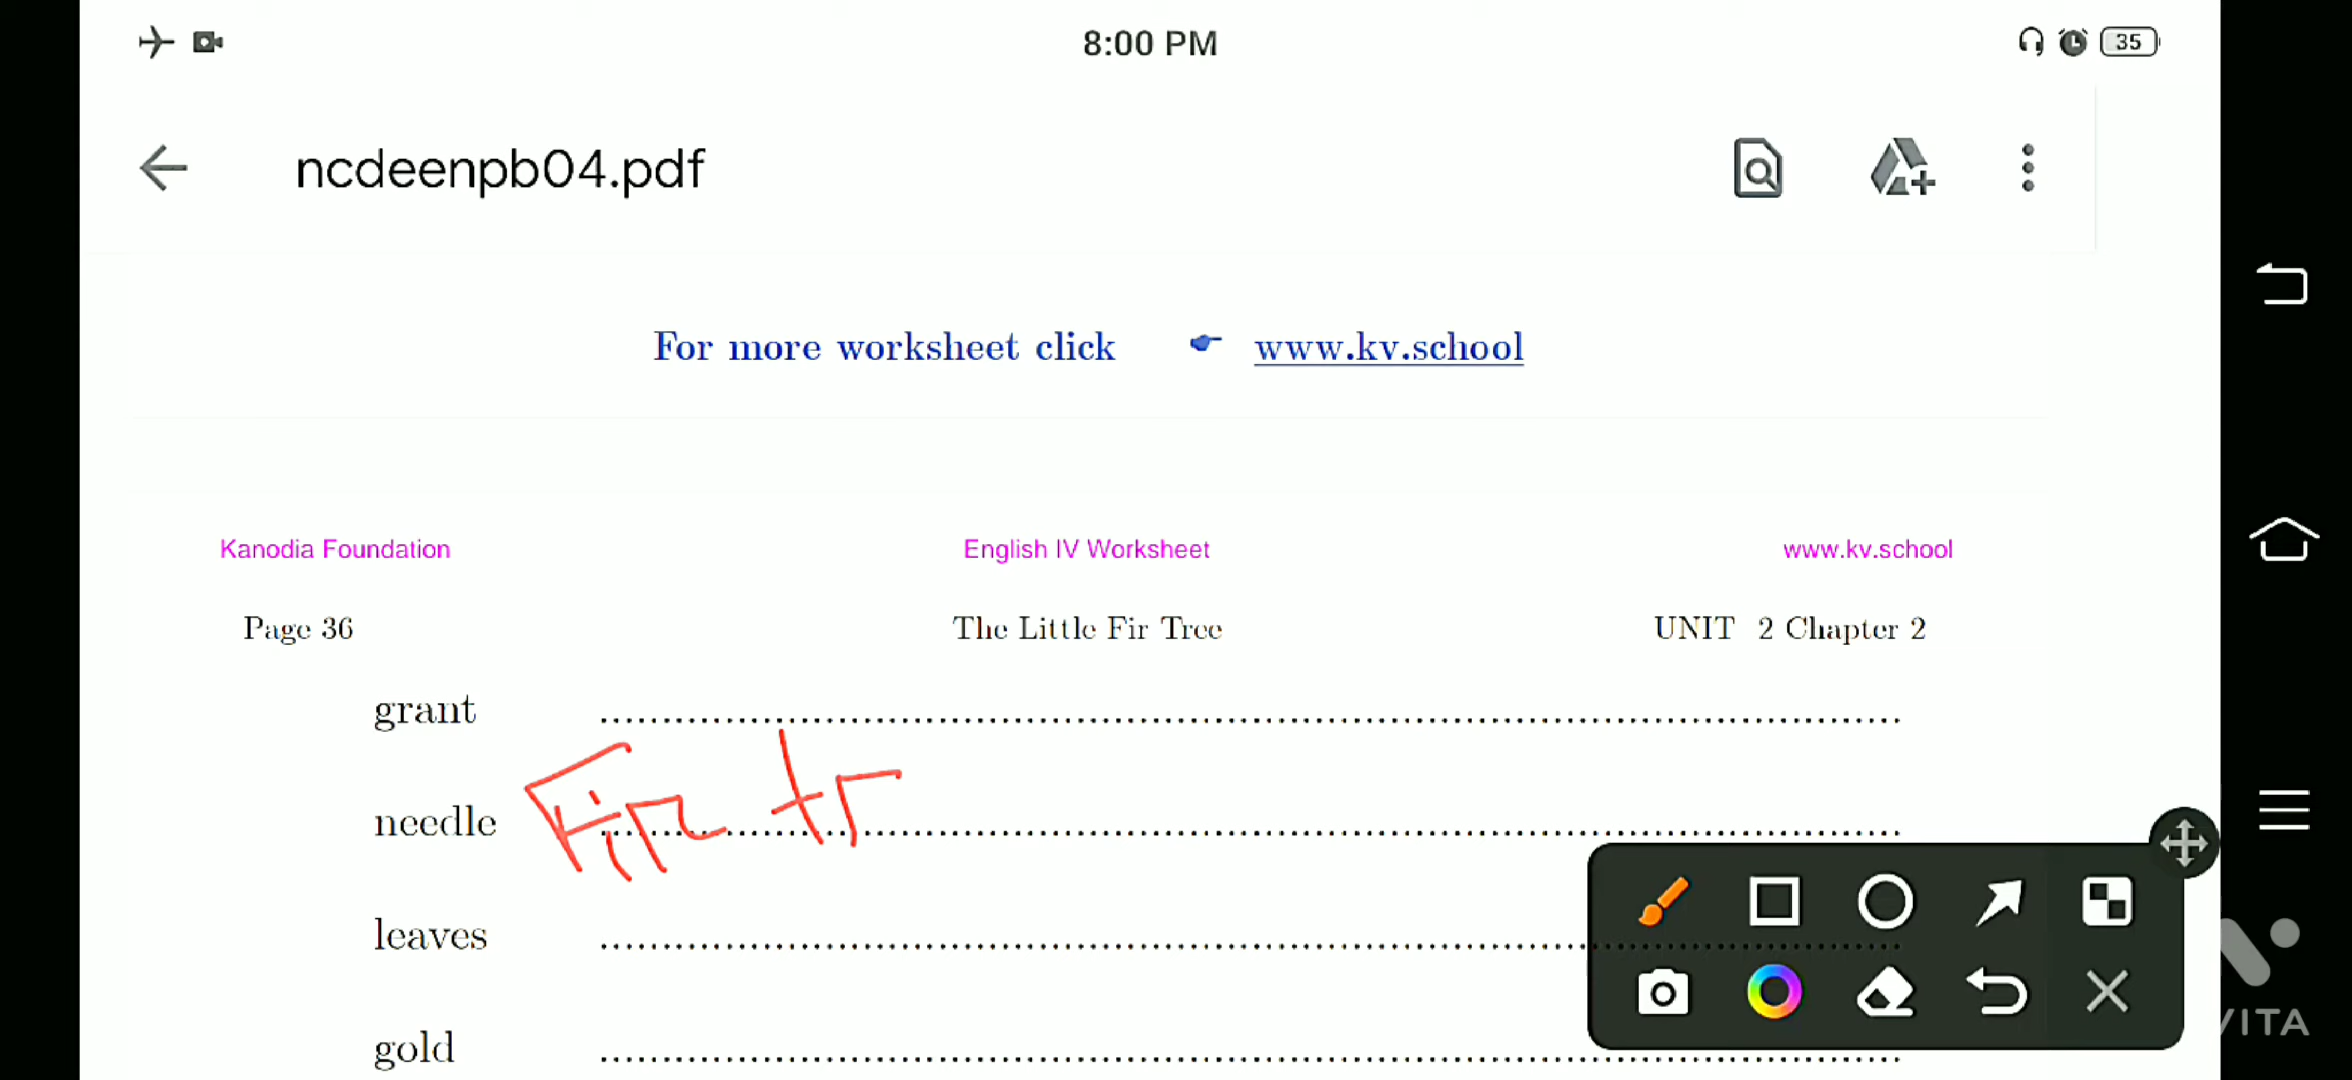 8:00 PM
35
ncdeenpb04.pdf
For more worksheet click www.kv.school
Kanodia Foundation English IV Worksheet www.kv.school
Page 36 The Little Fir Tree UNIT 2 Chapter 2
grant ........................................................................
needle ........................................................................
Fir tr
leaves ........................................................................
gold ........................................................................
VITA